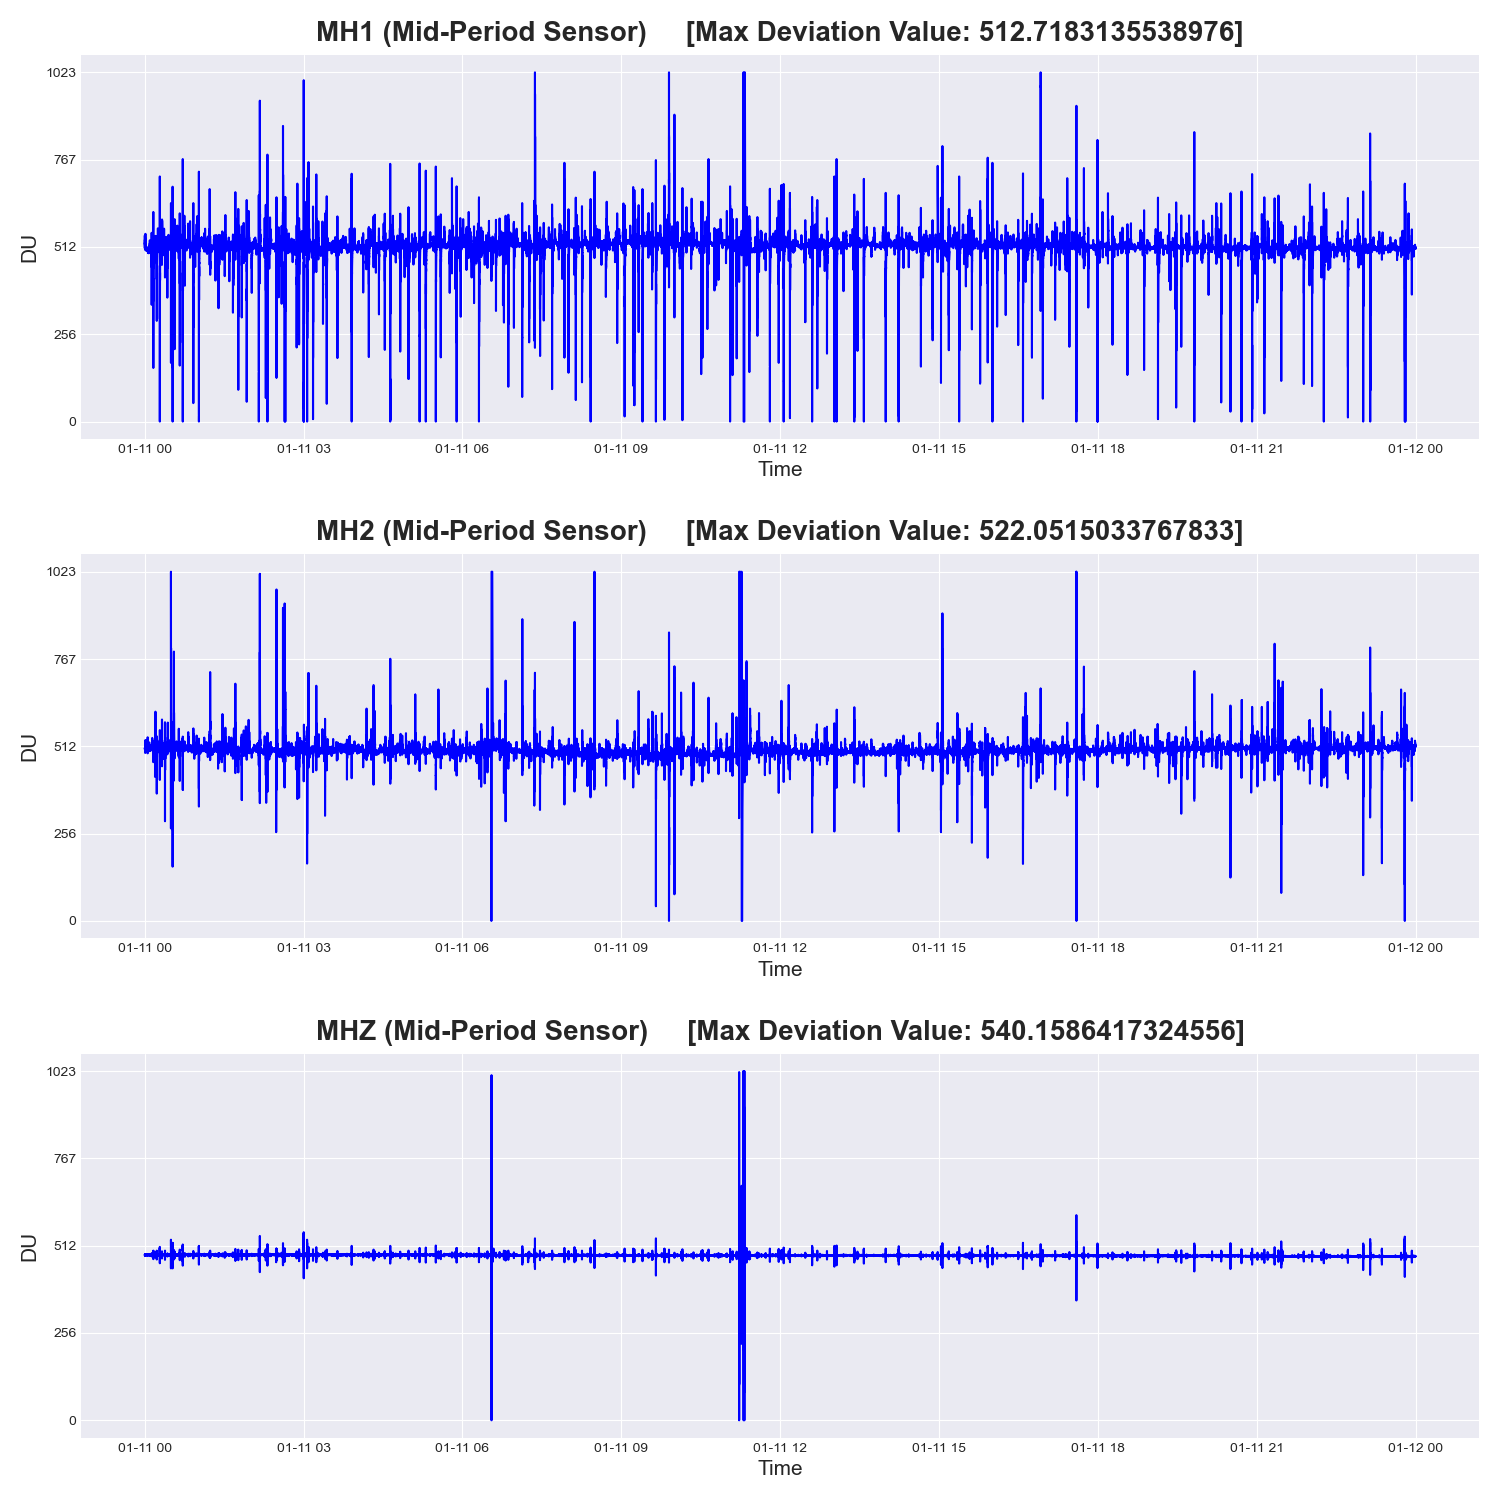 MH1 (Mid-Period Sensor) [Max Deviation Value: 512.7183135538976]
1023
767
512
256
0
DU
01-11 00 01-11 03 01-11 06 01-11 09 01-11 12 01-11 15 01-11 18 01-11 21 01-12 00
Time
MH2 (Mid-Period Sensor) [Max Deviation Value: 522.0515033767833]
1023
767
512
256
0
DU
01-11 00 01-11 03 01-11 06 01-11 09 01-11 12 01-11 15 01-11 18 01-11 21 01-12 00
Time
MHZ (Mid-Period Sensor) [Max Deviation Value: 540.1586417324556]
1023
767
512
256
0
DU
01-11 00 01-11 03 01-11 06 01-11 09 01-11 12 01-11 15 01-11 18 01-11 21 01-12 00
Time